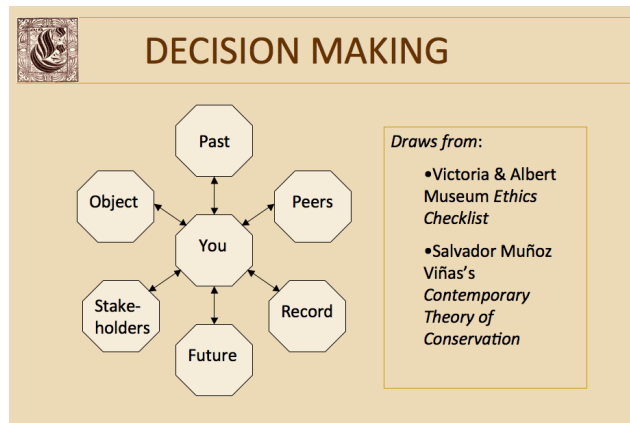 DECISION MAKING
Past
Object
Peers
You
Stake-
holders
Record
Future
Draws from:
•Victoria & Albert
Museum Ethics
Checklist
•Salvador Muñoz
Viñas’s
Contemporary
Theory of
Conservation